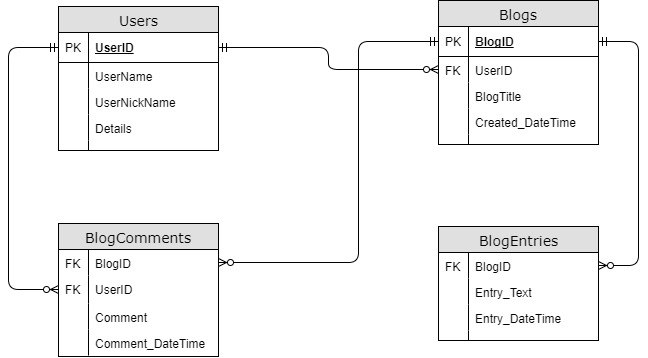 Users
PK UserID
UserName
UserNickName
Details
Blogs
PK BlogID
FK UserID
BlogTitle
Created_DateTime
BlogComments
FK BlogID
FK UserID
Comment
Comment_DateTime
BlogEntries
FK BlogID
Entry_Text
Entry_DateTime